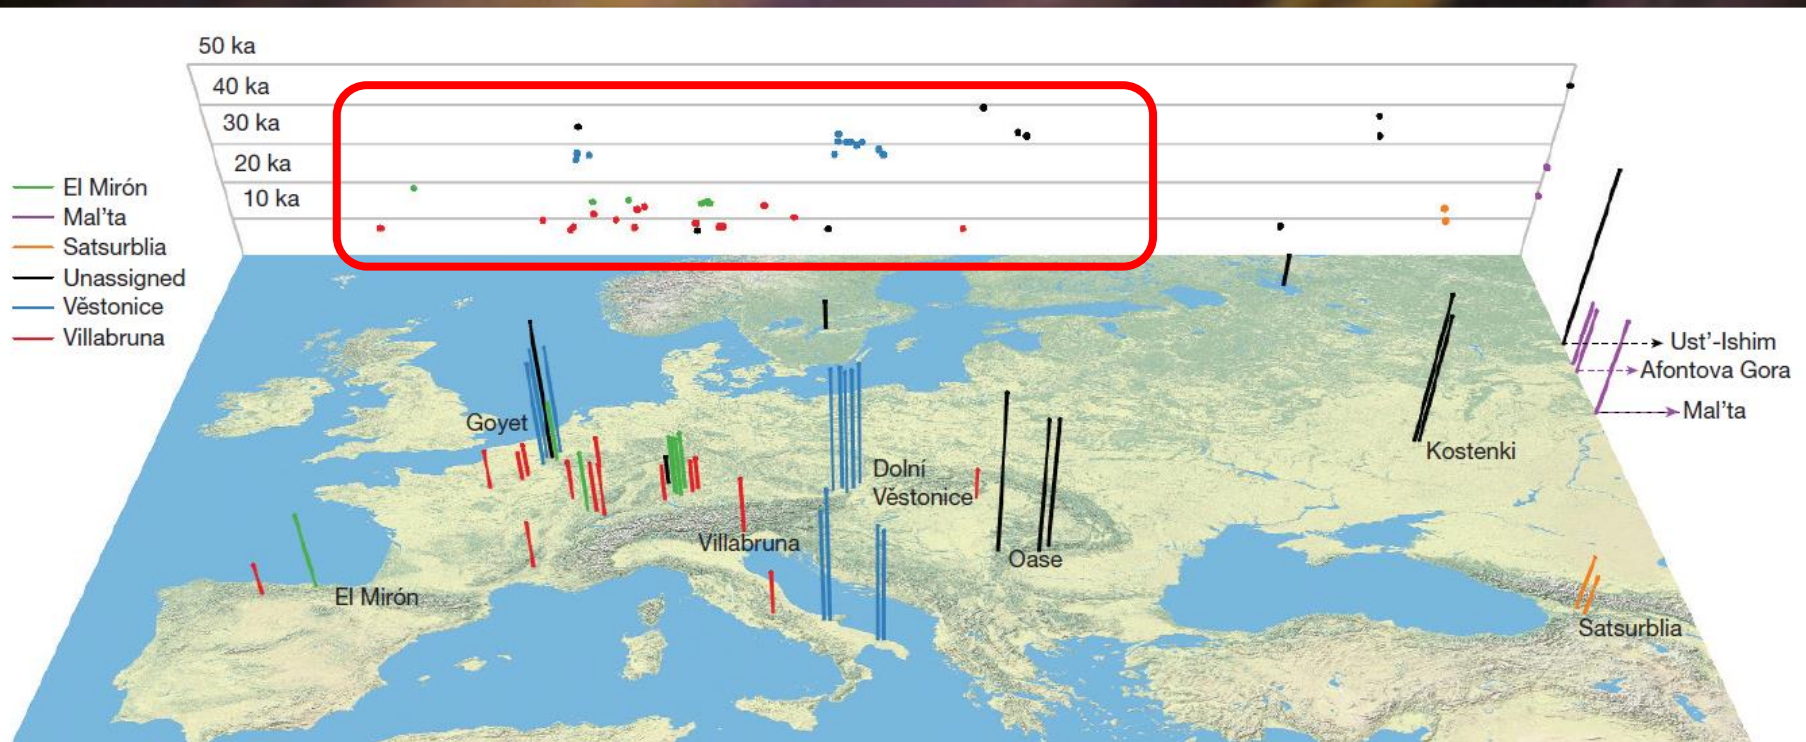 50 ka
40 ka
30 ka
20 ka
10 ka
El Mirón
Mal'ta
Satsurblia
Unassigned
Věstonice
Villabruna
Goyet
Dolní
Věstonice
Villabruna
Oase
El Mirón
Kostenki
Satsurblia
Ust'-Ishim
Afontova Gora
Mal'ta